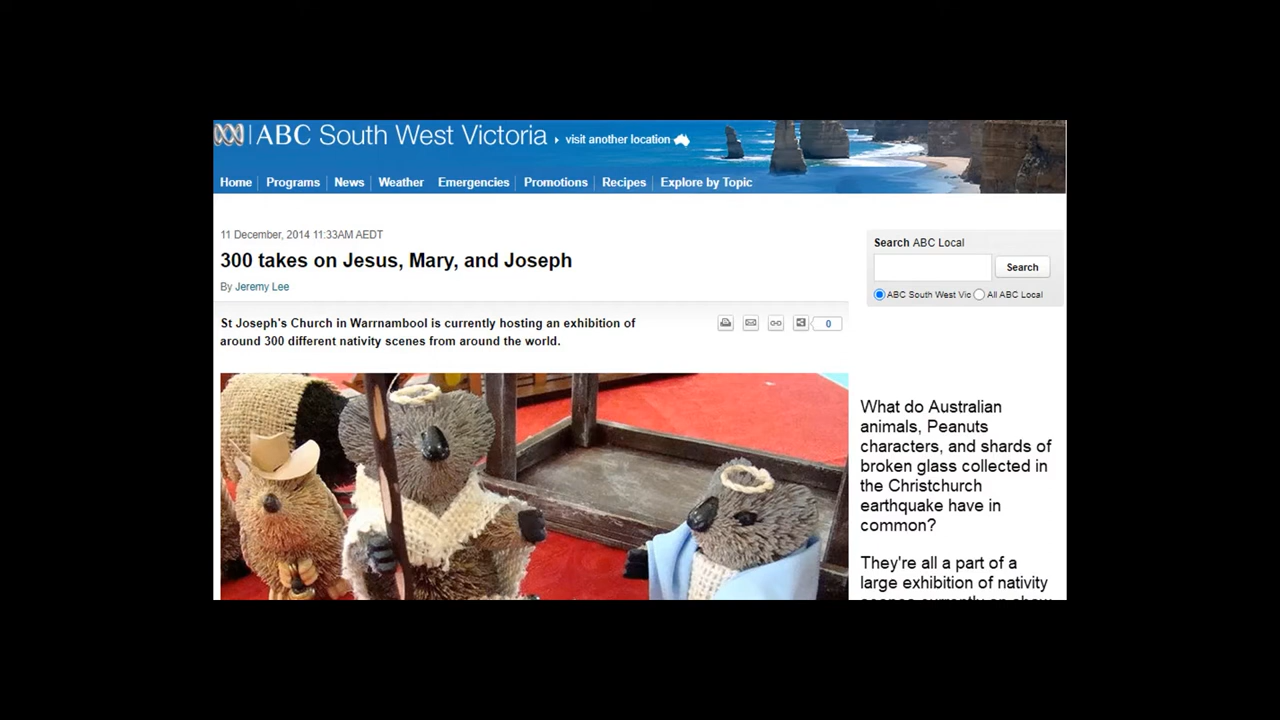 ABC South West Victoria visit another location
Home Programs News Weather Emergencies Promotions Recipes Explore by Topic
11 December, 2014 11:33AM AEDT
300 takes on Jesus, Mary, and Joseph
By Jeremy Lee
St Joseph's Church in Warrnambool is currently hosting an exhibition of
around 300 different nativity scenes from around the world.
0
Search ABC Local
Search
ABC South West Vic All ABC Local
What do Australian
animals, Peanuts
characters, and shards of
broken glass collected in
the Christchurch
earthquake have in
common?
They're all a part of a
large exhibition of nativity
scenes currently on show